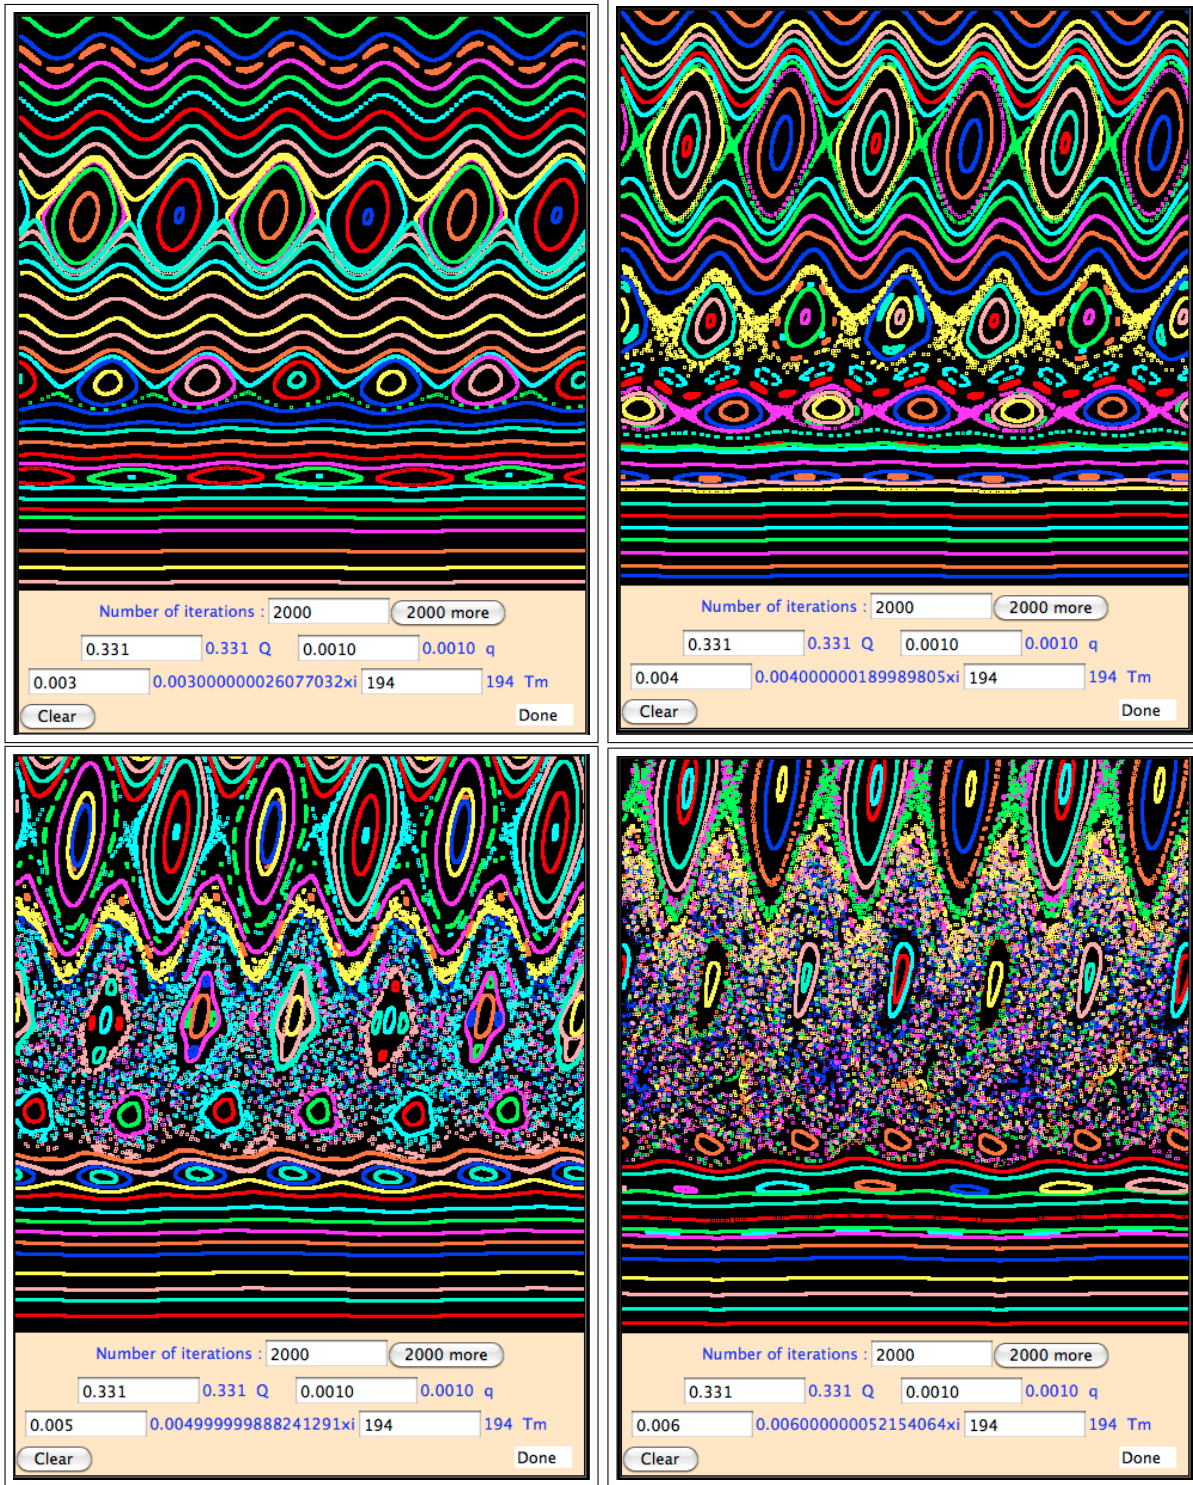 Number of iterations : 2000 2000 more
0.331 0.331 Q 0.0010 0.0010 q
0.003 0.003000000026077032xi 194 194 Tm
Clear Done
Number of iterations : 2000 2000 more
0.331 0.331 Q 0.0010 0.0010 q
0.004 0.004000000189989805xi 194 194 Tm
Clear Done
Number of iterations : 2000 2000 more
0.331 0.331 Q 0.0010 0.0010 q
0.005 0.004999999888241291xi 194 194 Tm
Clear Done
Number of iterations : 2000 2000 more
0.331 0.331 Q 0.0010 0.0010 q
0.006 0.006000000052154064xi 194 194 Tm
Clear Done